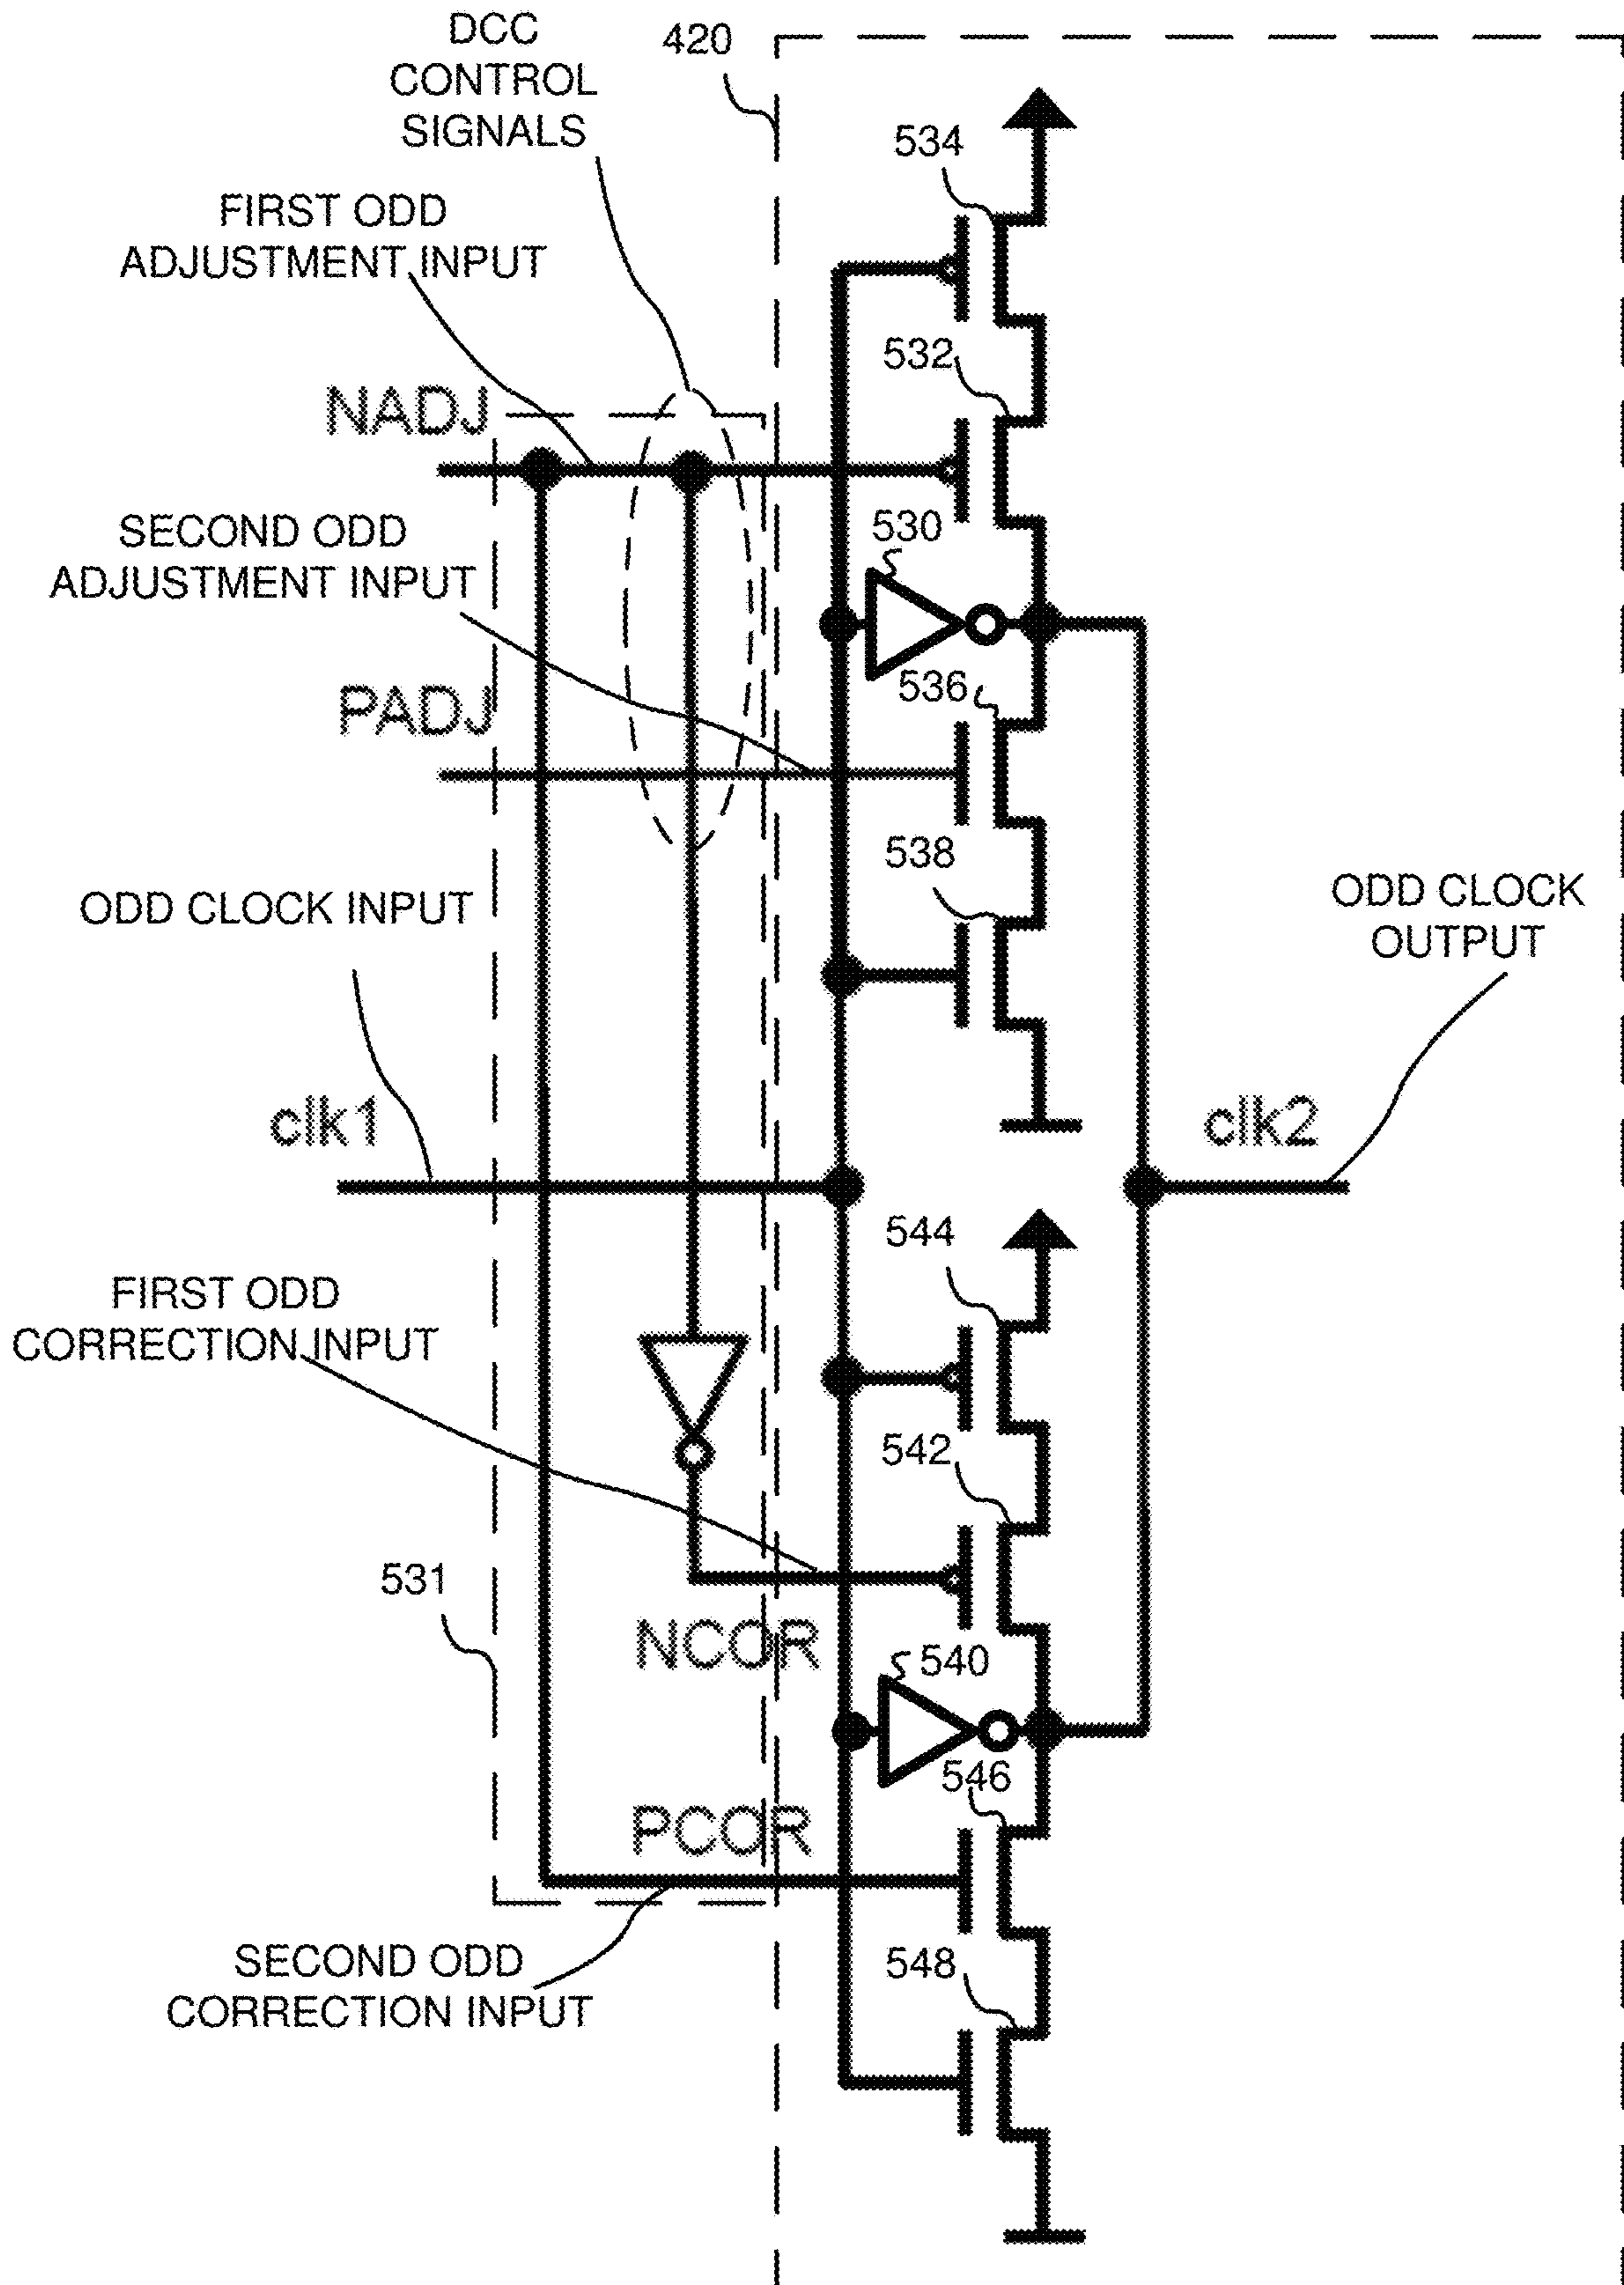 DCC
CONTROL
SIGNALS
420
534
FIRST ODD
ADJUSTMENT INPUT
532
NADJ
SECOND ODD
ADJUSTMENT INPUT
530
536
PADJ
538
ODD CLOCK INPUT
ODD CLOCK
OUTPUT
clk1
clk2
544
FIRST ODD
CORRECTION INPUT
542
531
NCOR
540
546
PCOR
SECOND ODD
CORRECTION INPUT
548